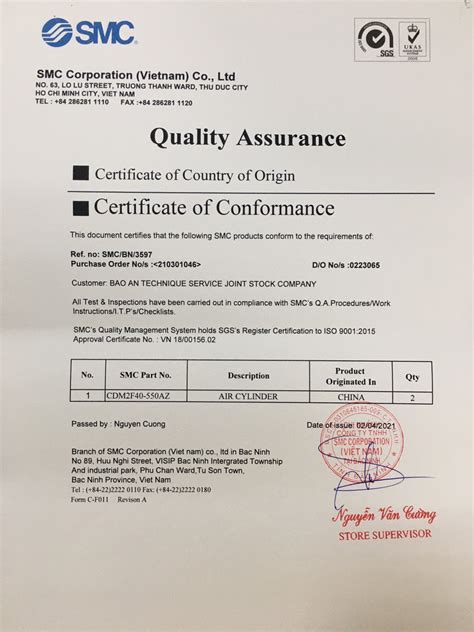 SMC
SGS
UKAS
MANAGEMENT
SYSTEMS
SMC Corporation (Vietnam) Co., Ltd
NO. 63, LO LU STREET, TRUONG THANH WARD, THU DUC CITY
HO CHI MINH CITY, VIET NAM
TEL : +84 286281 1110 FAX :+84 286281 1120
Quality Assurance
Certificate of Country of Origin
Certificate of Conformance
This document certifies that the following SMC products conform to the requirements of:
Ref. no: SMC/BN/3597
Purchase Order No/s :<210301046> D/O No/s :0223065
Customer: BAO AN TECHNIQUE SERVICE JOINT STOCK COMPANY
All Test & Inspections have been carried out in compliance with SMC's Q.A.Procedures/Work
Instructions/I.T.P's/Checklists.
SMC's Quality Management System holds SGS's Register Certification to ISO 9001:2015
Approval Certificate No. : VN 18/00156.02
No. SMC Part No. Description Product Originated In Qty
1 CDM2F40-550AZ AIR CYLINDER CHINA 2
Passed by : Nguyen Cuong Date of issue: 02/04/2021
CÔNG TY TNHH
SMC CORPORATION
(VIỆT NAM)
TẠI BẮC NINH
Branch of SMC Corporation (Viet nam) co., ltd in Bac Ninh
No 89, Huu Nghi Street, VISIP Bac Ninh Intergrated Township
And industrial park, Phu Chan Ward,Tu Son Town,
Bac Ninh Province, Viet Nam
Tel : (+84-22)2222 0110 Fax: (+84-22)2222 0180
Form C-F011 Revison A
Nguyễn Văn Cường
STORE SUPERVISOR